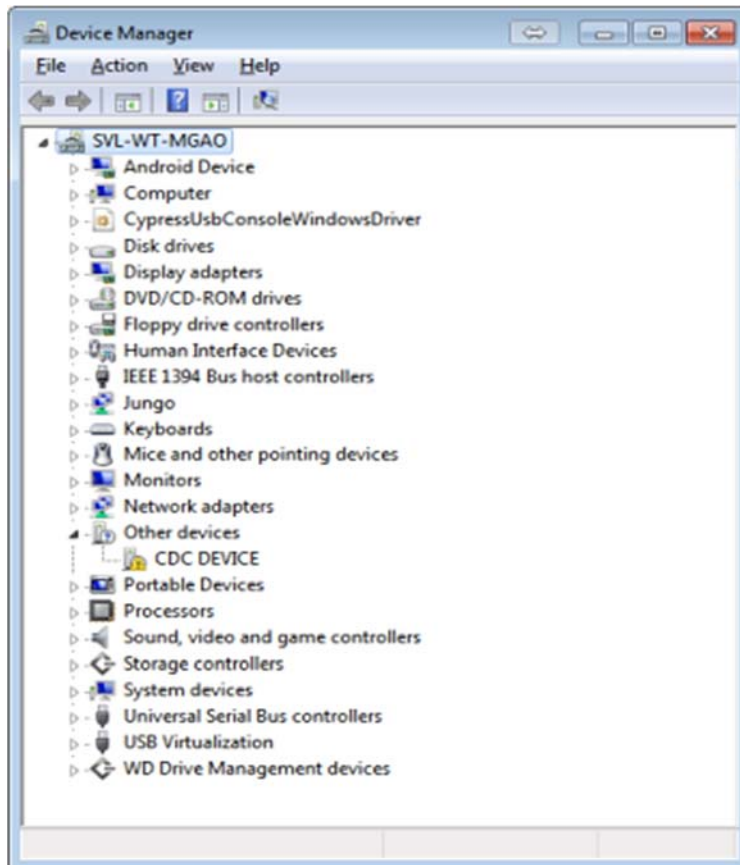 Device Manager
File Action View Help
SVL-WT-MGAO
Android Device
Computer
CypressUsbConsoleWindowsDriver
Disk drives
Display adapters
DVD/CD-ROM drives
Floppy drive controllers
Human Interface Devices
IEEE 1394 Bus host controllers
Jungo
Keyboards
Mice and other pointing devices
Monitors
Network adapters
Other devices
CDC DEVICE
Portable Devices
Processors
Sound, video and game controllers
Storage controllers
System devices
Universal Serial Bus controllers
USB Virtualization
WD Drive Management devices